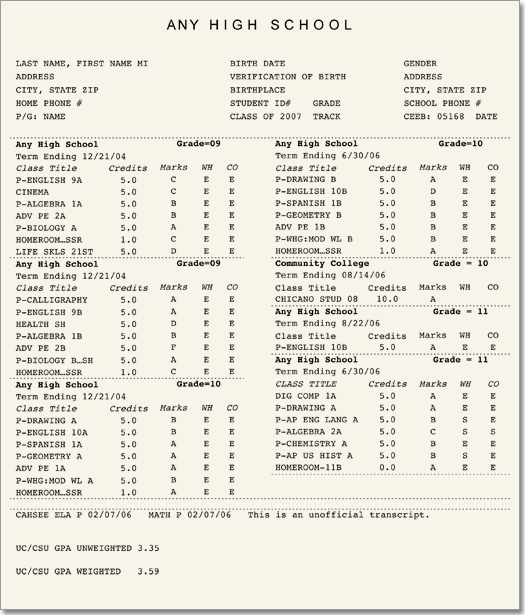 ANY HIGH SCHOOL
LAST NAME, FIRST NAME MI BIRTH DATE GENDER
ADDRESS VERIFICATION OF BIRTH ADDRESS
CITY, STATE ZIP BIRTHPLACE CITY, STATE ZIP
HOME PHONE # STUDENT ID# GRADE SCHOOL PHONE #
P/G: NAME CLASS OF 2007 TRACK CEEB: 05168 DATE
Any High School Grade=09
Term Ending 12/21/04
Class Title Credits Marks WH CO
P-ENGLISH 9A 5.0 C E E
CINEMA 5.0 C E E
P-ALGEBRA 1A 5.0 B E E
ADV PE 2A 5.0 B E E
P-BIOLOGY A 5.0 A E E
HOMEROOM…SSR 1.0 C E E
LIFE SKLS 21ST 5.0 D E E
Any High School Grade=09
Term Ending 12/21/04
Class Title Credits Marks WH CO
P-CALLIGRAPHY 5.0 A E E
P-ENGLISH 9B 5.0 A E E
HEALTH SH 5.0 D E E
P-ALGEBRA 1B 5.0 B E E
ADV PE 2B 5.0 F E E
P-BIOLOGY B…SH 5.0 A E E
HOMEROOM…SSR 1.0 C E E
Any High School Grade=10
Term Ending 12/21/04
Class Title Credits Marks WH CO
P-DRAWING A 5.0 B E E
P-ENGLISH 10A 5.0 B E E
P-SPANISH 1A 5.0 A E E
P-GEOMETRY A 5.0 A E E
ADV PE 1A 5.0 A E E
P-WHG:MOD WL A 5.0 B E E
HOMEROOM…SSR 1.0 A E E
Any High School Grade=10
Term Ending 6/30/06
Class Title Credits Marks WH CO
P-DRAWING B 5.0 A E E
P-ENGLISH 10B 5.0 D E E
P-SPANISH 1B 5.0 B E E
P-GEOMETRY B 5.0 B E E
ADV PE 1B 5.0 B E E
P-WHG:MOD WL B 5.0 B E E
HOMEROOM…SSR 1.0 A E E
Community College Grade = 10
Term Ending 08/14/06
Class Title Credits Marks WH CO
CHICANO STUD 08 10.0 A
Any High School Grade = 11
Term Ending 8/22/06
Class Title Credits Marks WH CO
P-ENGLISH 10B 5.0 A E E
Any High School Grade = 11
Term Ending 6/30/06
CLASS TITLE Credits Marks WH CO
DIG COMP 1A 5.0 A E E
P-DRAWING A 5.0 A E E
P-AP ENG LANG A 5.0 B S E
P-ALGEBRA 2A 5.0 C S S
P-CHEMISTRY A 5.0 B E E
P-AP US HIST A 5.0 B S E
HOMEROOM-11B 0.0 A E E
CAHSEE ELA P 02/07/06 MATH P 02/07/06 This is an unofficial transcript.
UC/CSU GPA UNWEIGHTED 3.35
UC/CSU GPA WEIGHTED 3.59